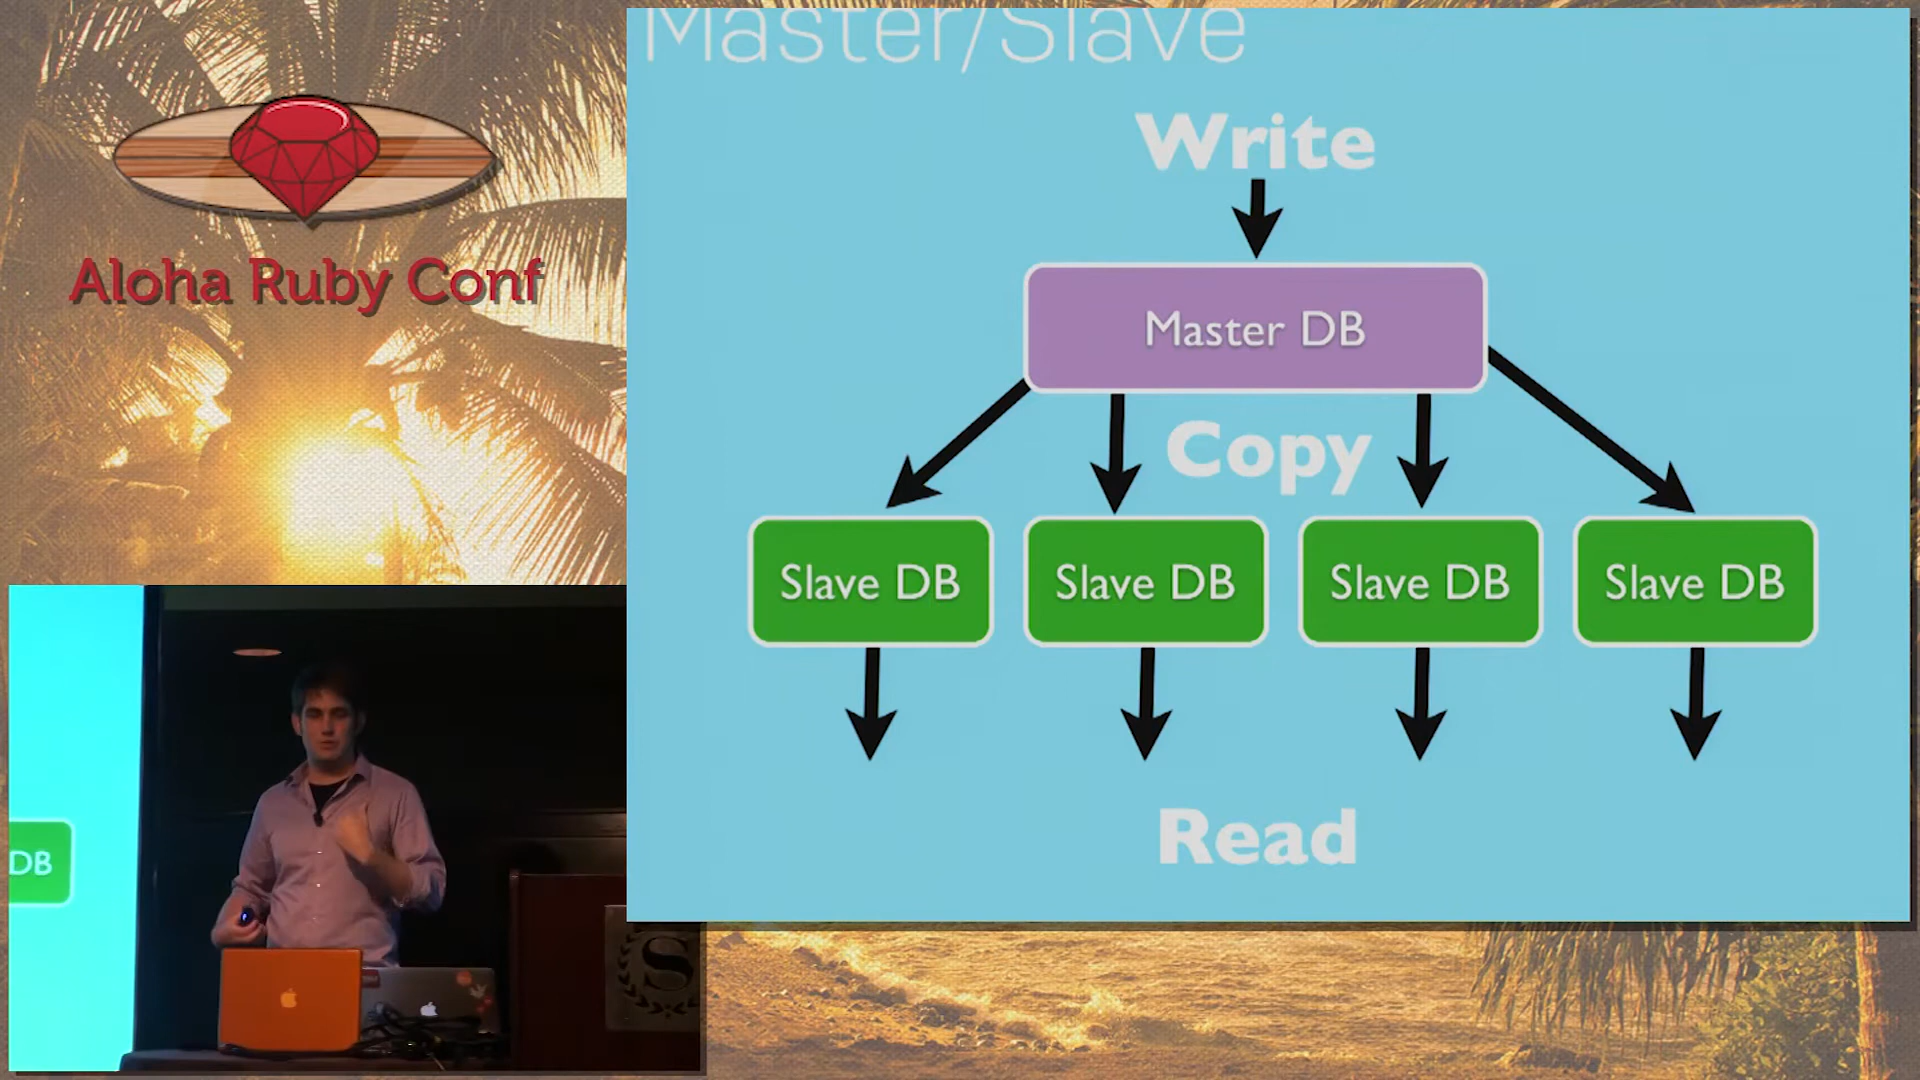 Master/Slave
Write
Master DB
Copy
Slave DB
Slave DB
Slave DB
Slave DB
Read
Aloha Ruby Conf
DB
S